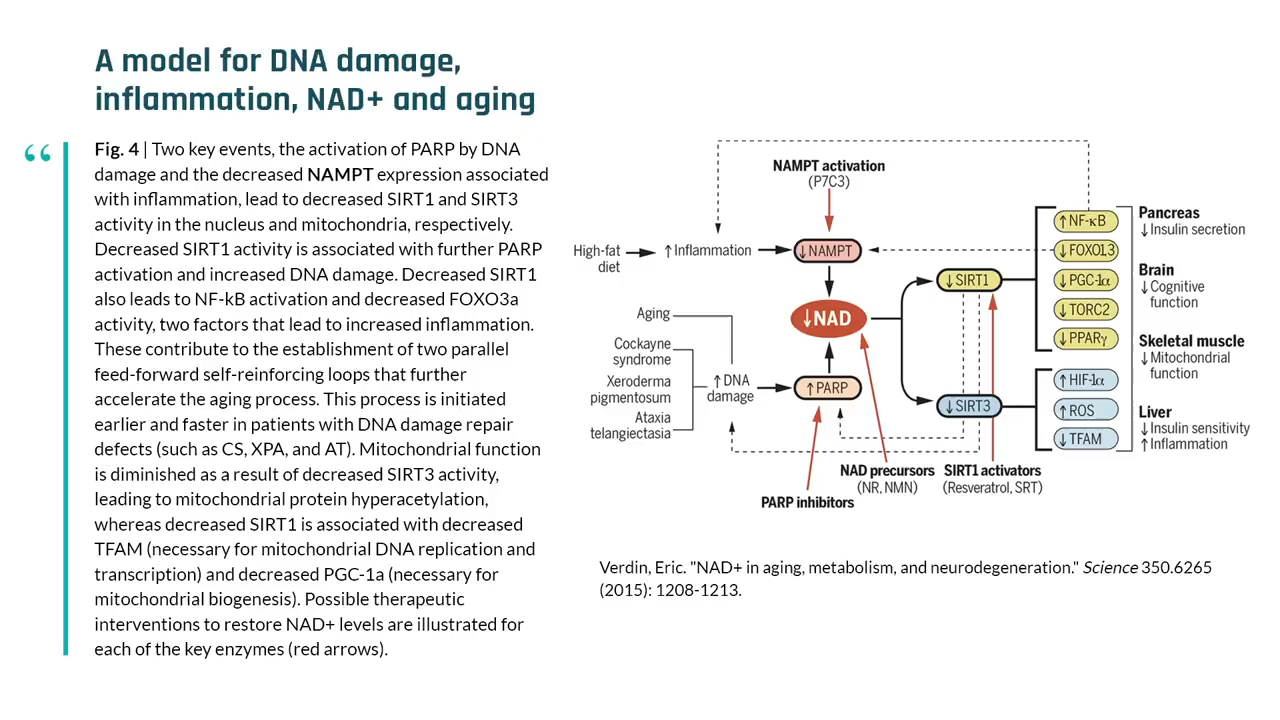 A model for DNA damage,
inflammation, NAD+ and aging
“
Fig. 4 | Two key events, the activation of PARP by DNA
damage and the decreased NAMPT expression associated
with inflammation, lead to decreased SIRT1 and SIRT3
activity in the nucleus and mitochondria, respectively.
Decreased SIRT1 activity is associated with further PARP
activation and increased DNA damage. Decreased SIRT1
also leads to NF-kB activation and decreased FOXO3a
activity, two factors that lead to increased inflammation.
These contribute to the establishment of two parallel
feed-forward self-reinforcing loops that further
accelerate the aging process. This process is initiated
earlier and faster in patients with DNA damage repair
defects (such as CS, XPA, and AT). Mitochondrial function
is diminished as a result of decreased SIRT3 activity,
leading to mitochondrial protein hyperacetylation,
whereas decreased SIRT1 is associated with decreased
TFAM (necessary for mitochondrial DNA replication and
transcription) and decreased PGC-1a (necessary for
mitochondrial biogenesis). Possible therapeutic
interventions to restore NAD+ levels are illustrated for
each of the key enzymes (red arrows).
NAMPT activation
(P7C3)
High-fat
diet
↑ Inflammation
↓NAMPT
↓NAD
Aging
Cockayne
syndrome
Xeroderma
pigmentosum
Ataxia
telangiectasia
↑ DNA
damage
↑ PARP
↓ SIRT1
↓ SIRT3
PARP inhibitors
NAD precursors
(NR, NMN)
SIRT1 activators
(Resveratrol, SRT)
↑ NF-κB
↓ FOXO1,3
↓ PGC-1α
↓ TORC2
↓ PPARγ
↑ HIF-1α
↑ ROS
↓ TFAM
Pancreas
↓ Insulin secretion
Brain
↓ Cognitive
function
Skeletal muscle
↓ Mitochondrial
function
Liver
↓ Insulin sensitivity
↑ Inflammation
Verdin, Eric. "NAD+ in aging, metabolism, and neurodegeneration." Science 350.6265
(2015): 1208-1213.